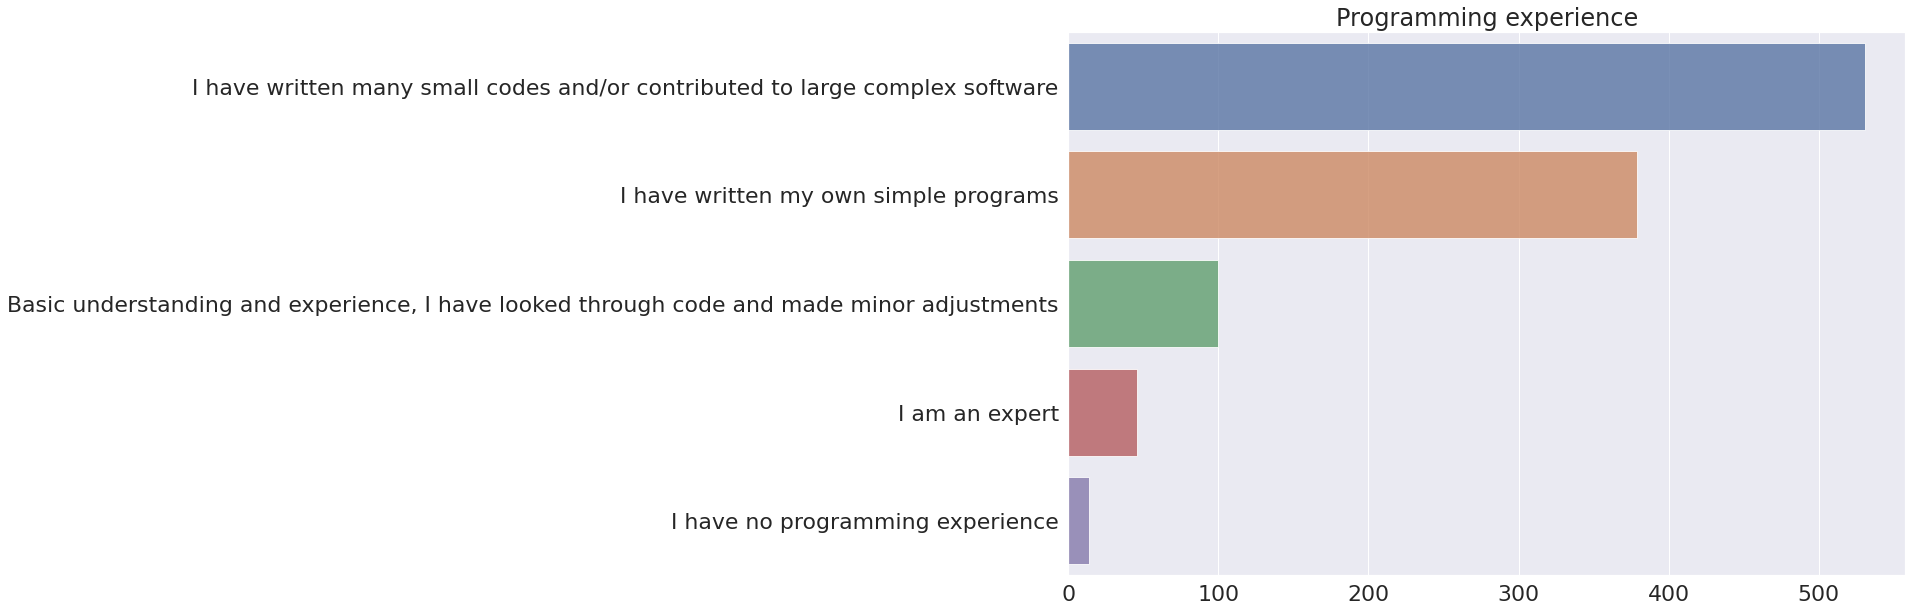 Programming experience
I have written many small codes and/or contributed to large complex software
I have written my own simple programs
Basic understanding and experience, I have looked through code and made minor adjustments
I am an expert
I have no programming experience
0 100 200 300 400 500